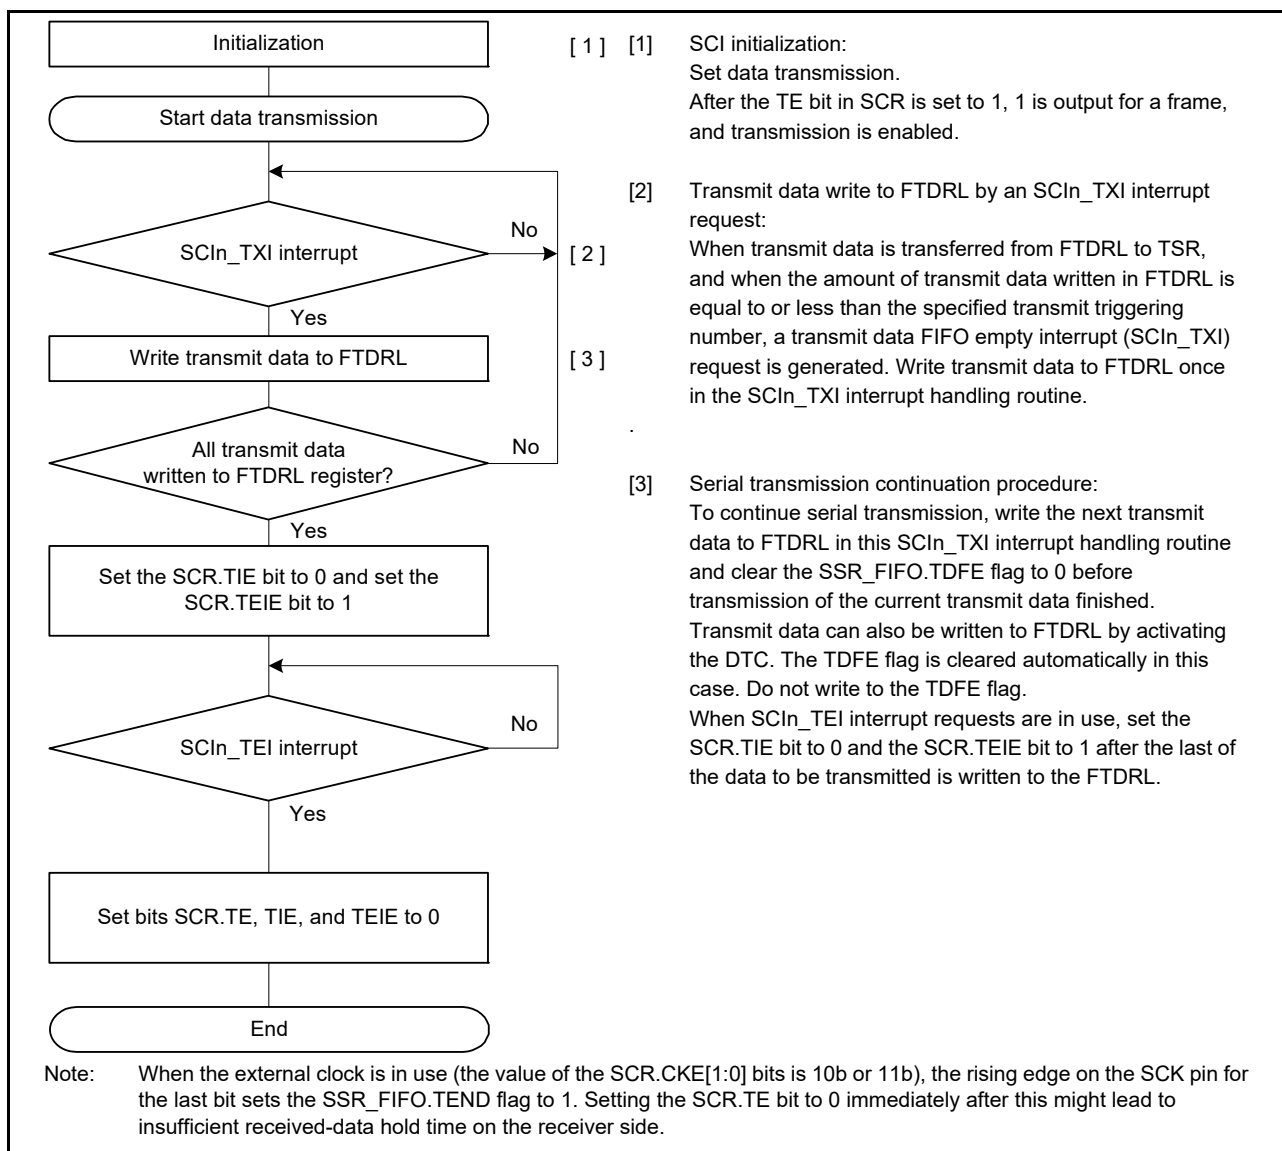 Initialization
[ 1 ]
Start data transmission
SCIn_TXI interrupt
No
[ 2 ]
Yes
Write transmit data to FTDRL
[ 3 ]
All transmit data
written to FTDRL register?
No
Yes
Set the SCR.TIE bit to 0 and set the
SCR.TEIE bit to 1
SCIn_TEI interrupt
No
Yes
Set bits SCR.TE, TIE, and TEIE to 0
End
[1] SCI initialization:
Set data transmission.
After the TE bit in SCR is set to 1, 1 is output for a frame,
and transmission is enabled.
[2] Transmit data write to FTDRL by an SCIn_TXI interrupt
request:
When transmit data is transferred from FTDRL to TSR,
and when the amount of transmit data written in FTDRL is
equal to or less than the specified transmit triggering
number, a transmit data FIFO empty interrupt (SCIn_TXI)
request is generated. Write transmit data to FTDRL once
in the SCIn_TXI interrupt handling routine.
.
[3] Serial transmission continuation procedure:
To continue serial transmission, write the next transmit
data to FTDRL in this SCIn_TXI interrupt handling routine
and clear the SSR_FIFO.TDFE flag to 0 before
transmission of the current transmit data finished.
Transmit data can also be written to FTDRL by activating
the DTC. The TDFE flag is cleared automatically in this
case. Do not write to the TDFE flag.
When SCIn_TEI interrupt requests are in use, set the
SCR.TIE bit to 0 and the SCR.TEIE bit to 1 after the last of
the data to be transmitted is written to the FTDRL.
Note: When the external clock is in use (the value of the SCR.CKE[1:0] bits is 10b or 11b), the rising edge on the SCK pin for
the last bit sets the SSR_FIFO.TEND flag to 1. Setting the SCR.TE bit to 0 immediately after this might lead to
insufficient received-data hold time on the receiver side.